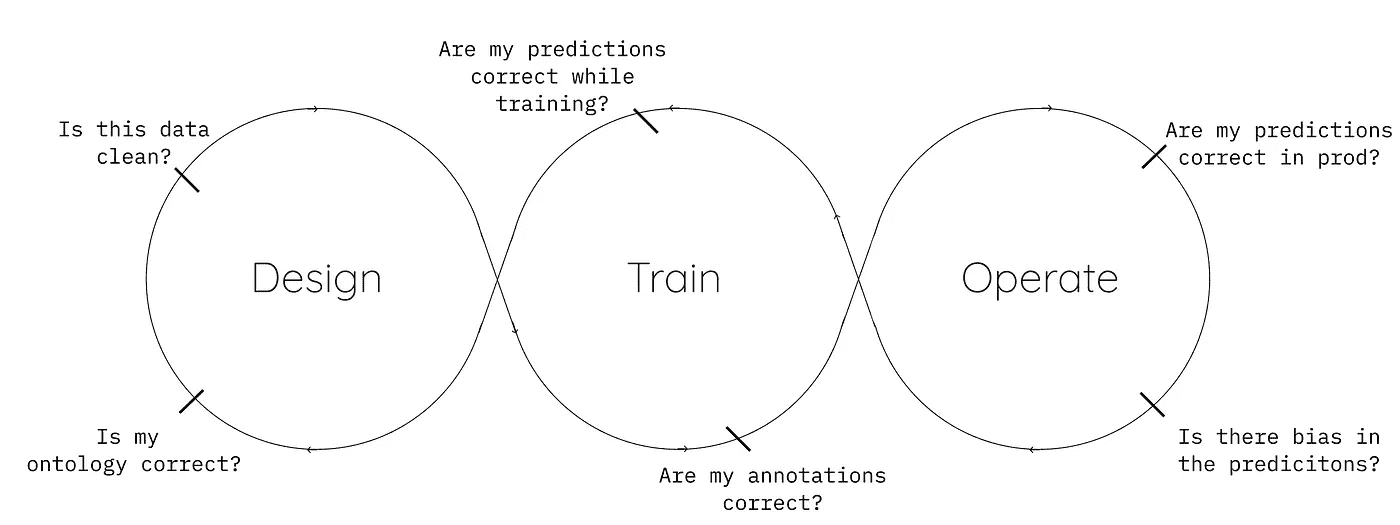 Are my predictions
correct while
training?
Is this data
clean?
Are my predictions
correct in prod?
Design
Train
Operate
Is my
ontology correct?
Are my annotations
correct?
Is there bias in
the predicitons?